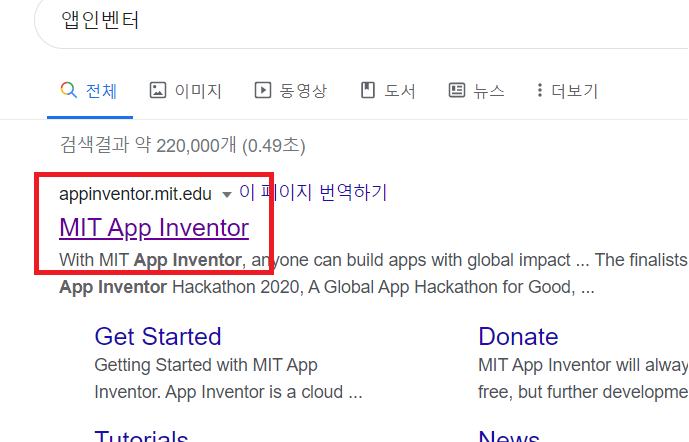 앱인벤터
전체 이미지 동영상 도서 뉴스 더보기
검색결과 약 220,000개 (0.49초)
appinventor.mit.edu 이 페이지 번역하기
MIT App Inventor
With MIT App Inventor, anyone can build apps with global impact ... The finalists
App Inventor Hackathon 2020, A Global App Hackathon for Good, ...
Get Started
Getting Started with MIT App
Inventor. App Inventor is a cloud ...
Donate
MIT App Inventor will alway
free, but further developme
Tutorials
News